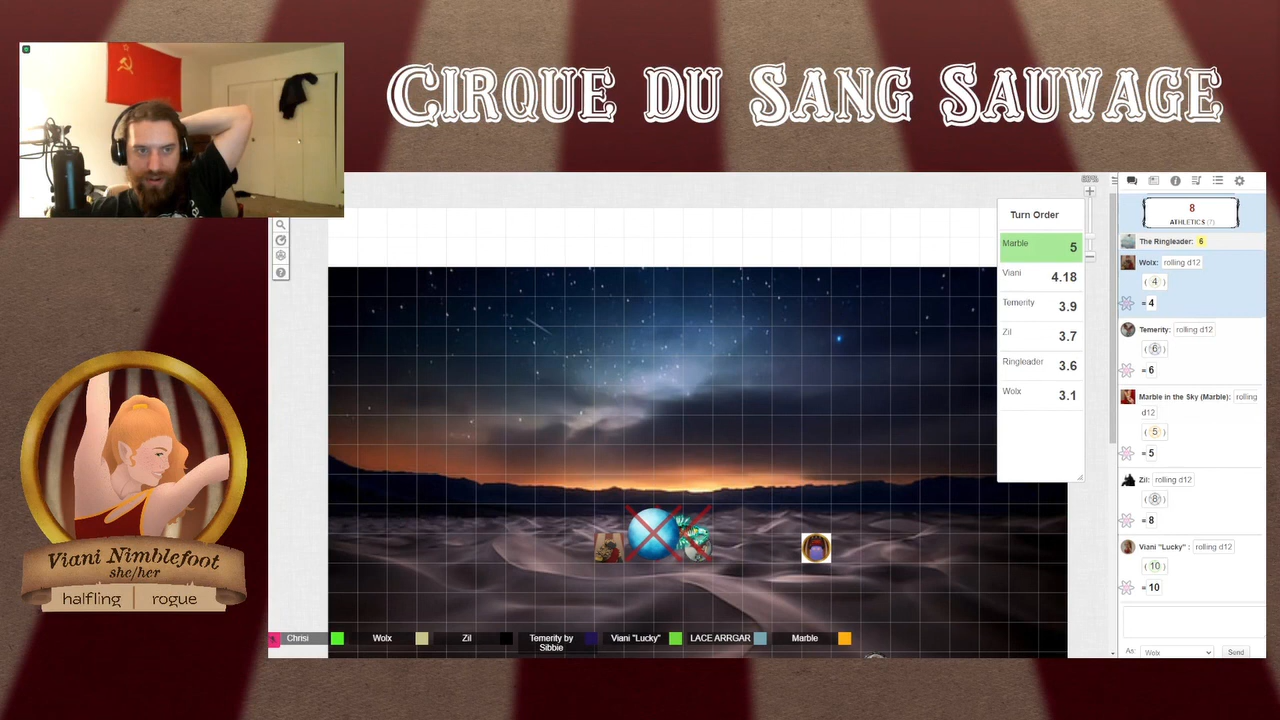 CIRQUE DU SANG SAUVAGE
Turn Order
Marble 5
Viani 4.18
Temerity 3.9
Zil 3.7
Ringleader 3.6
Wolx 3.1
8
ATHLETICS (7)
The Ringleader: 6
Wolx: rolling d12
(4)
= 4
Temerity: rolling d12
(6)
= 6
Marble in the Sky (Marble): rolling
d12
(5)
= 5
Zil: rolling d12
(8)
= 8
Viani "Lucky" : rolling d12
(10)
= 10
As: Wolx Send
Viani Nimblefoot
she/her
halfling rogue
Chrisi Wolx Zil Temerity by Viani "Lucky" LACE ARRGAR Marble
Sibbie